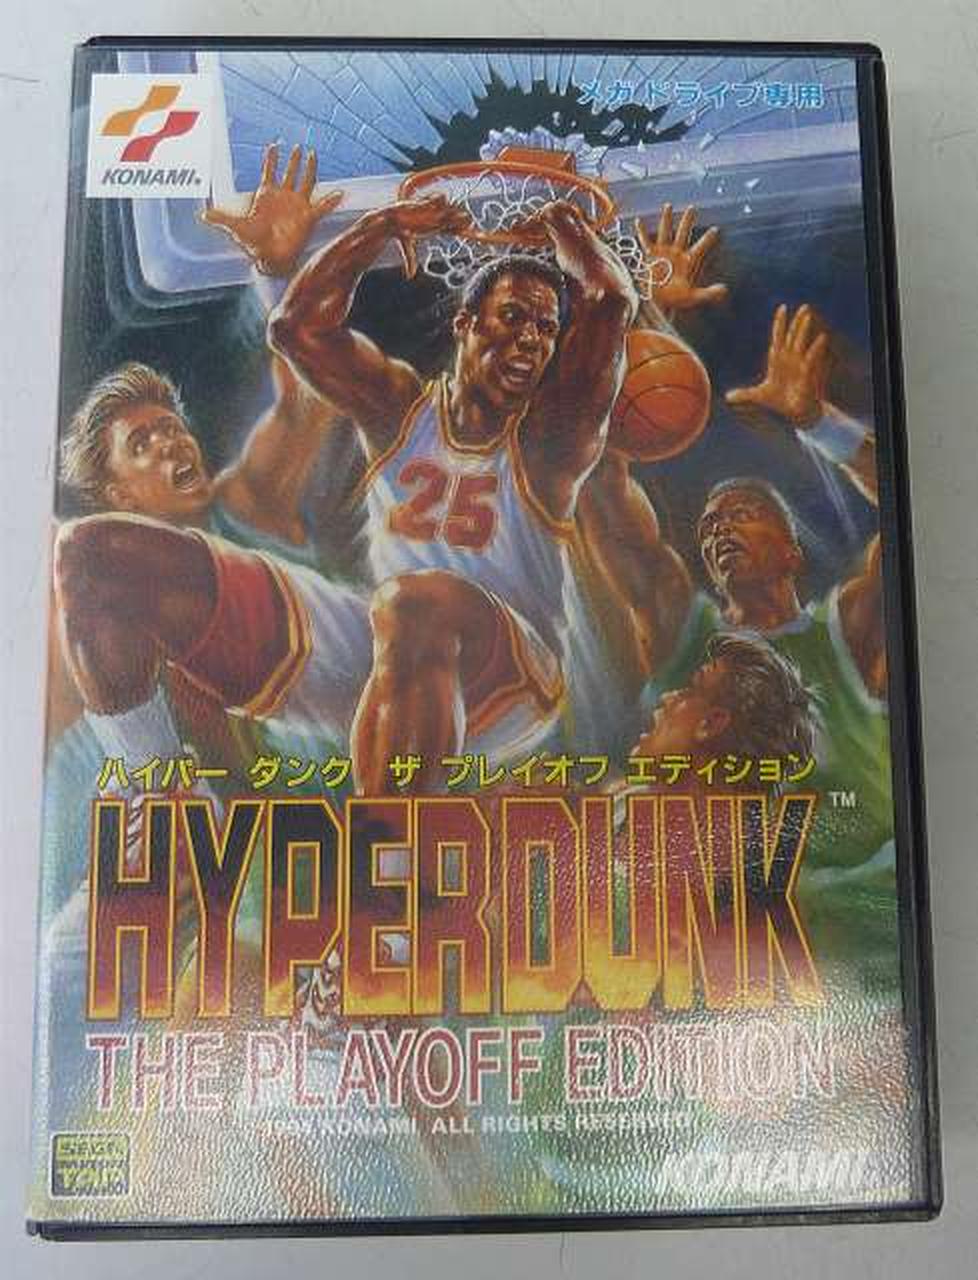 KONAMI®
メガドライブ専用
25
ハイパー ダンク ザ プレイオフ エディション
HYPERDUNK™
THE PLAYOFF EDITION
KONAMI ALL RIGHTS RESERVED
KONAMI
SEGA